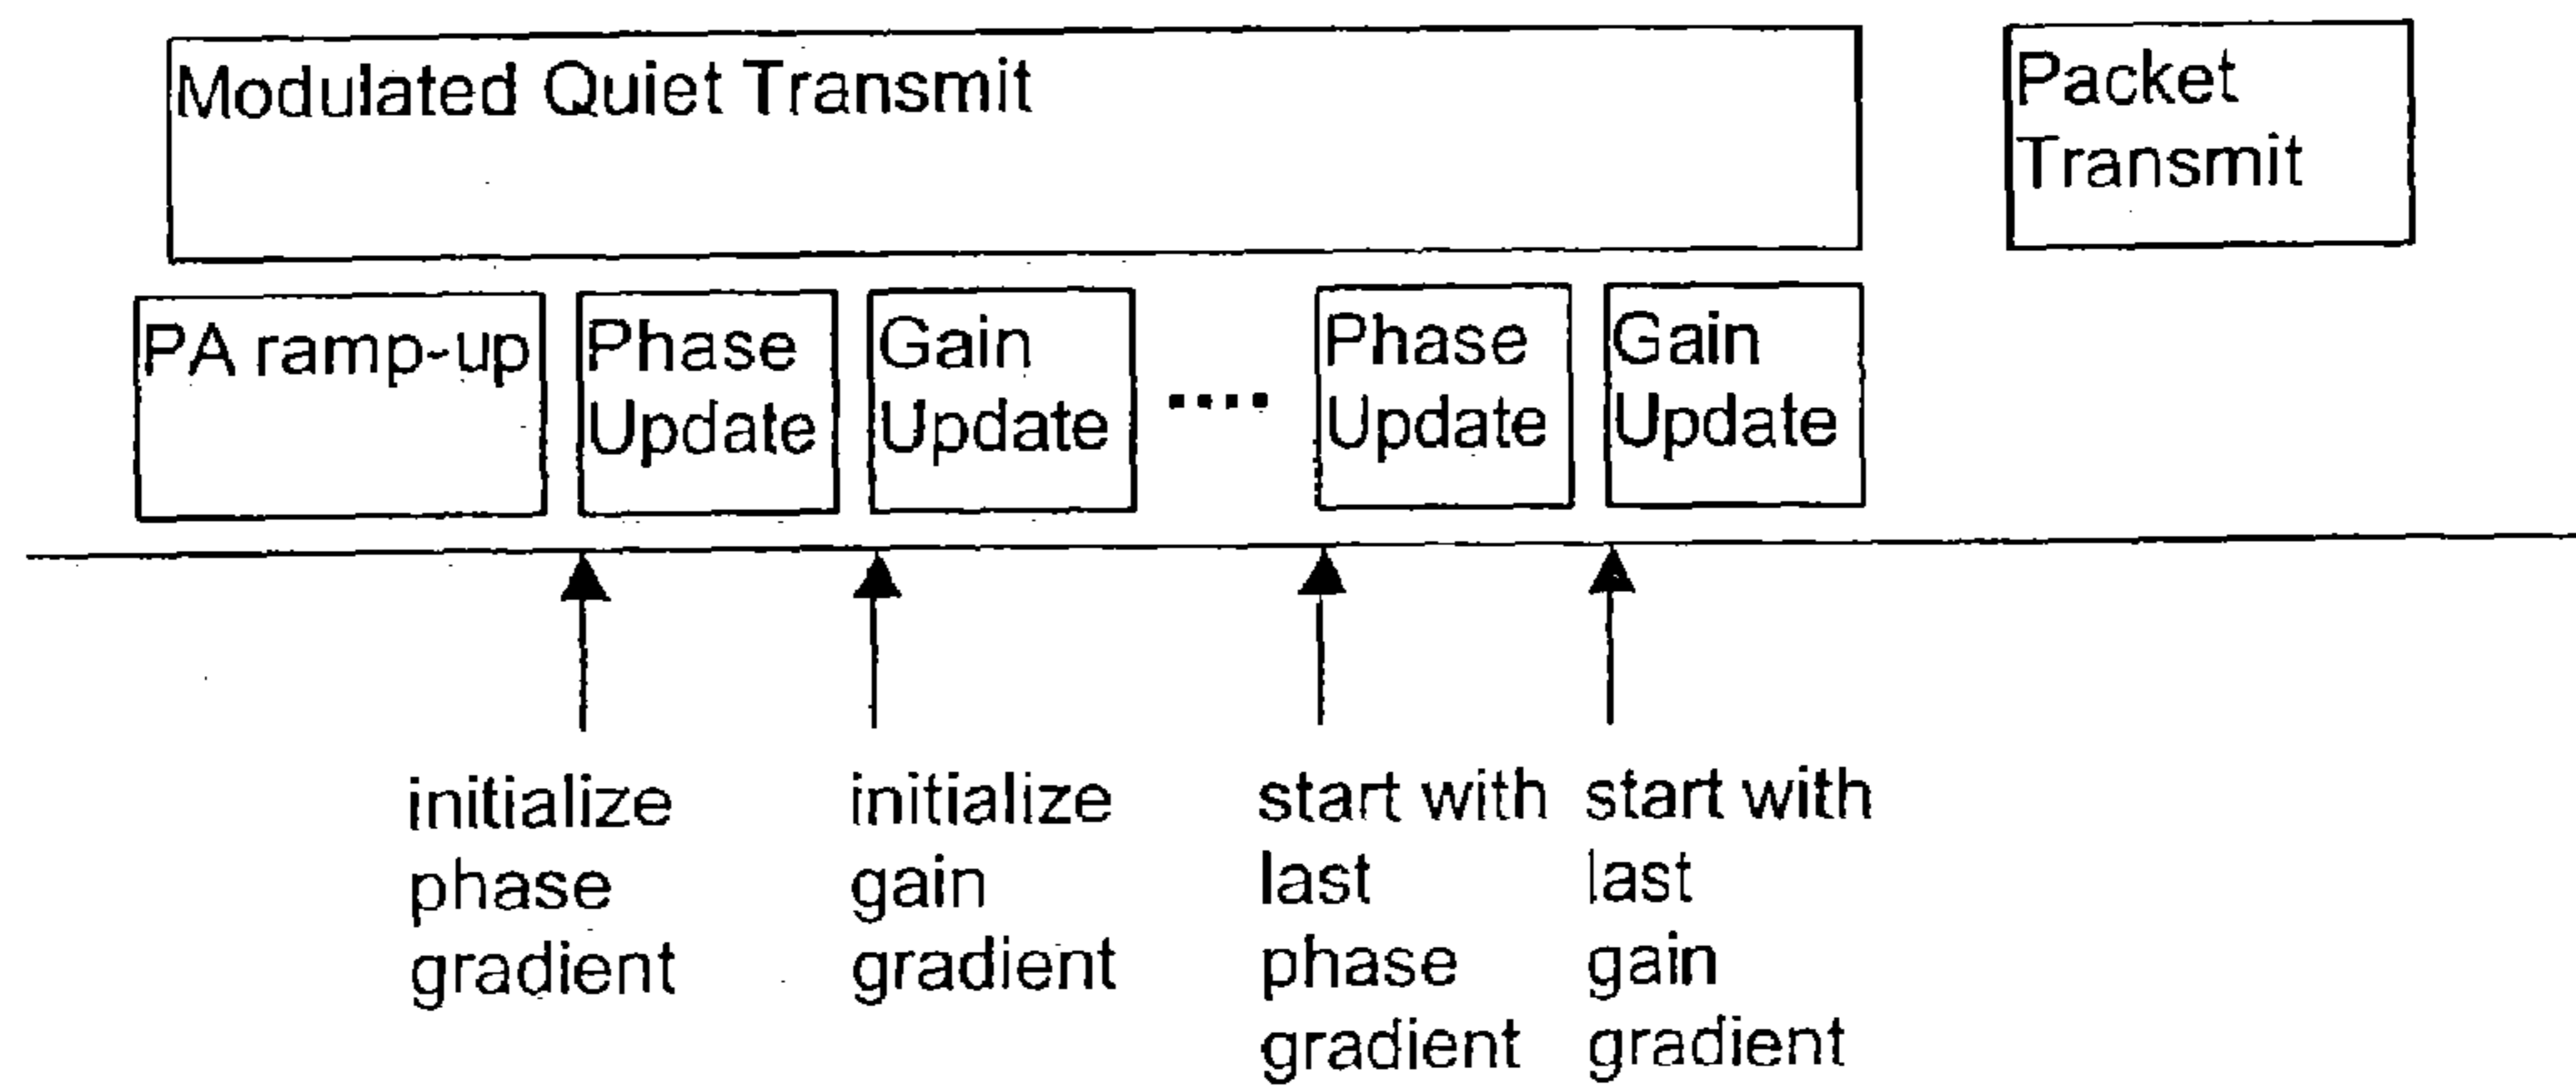 Modulated Quiet Transmit
Packet
Transmit
PA ramp-up
Phase
Update
Gain
Update
....
Phase
Update
Gain
Update
initialize
phase
gradient
initialize
gain
gradient
start with
last
phase
gradient
start with
last
gain
gradient